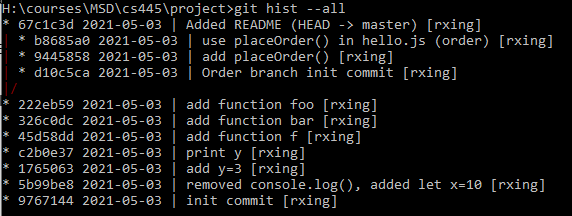 H:\courses\MSD\cs445\project>git hist --all
* 67c1c3d 2021-05-03 | Added README (HEAD -> master) [rxing]
| * b8685a0 2021-05-03 | use placeOrder() in hello.js (order) [rxing]
| * 9445858 2021-05-03 | add placeOrder() [rxing]
| * d10c5ca 2021-05-03 | Order branch init commit [rxing]
|/
* 222eb59 2021-05-03 | add function foo [rxing]
* 326c0dc 2021-05-03 | add function bar [rxing]
* 45d58dd 2021-05-03 | add function f [rxing]
* c2b0e37 2021-05-03 | print y [rxing]
* 1765063 2021-05-03 | add y=3 [rxing]
* 5b99be8 2021-05-03 | removed console.log(), added let x=10 [rxing]
* 9767144 2021-05-03 | init commit [rxing]